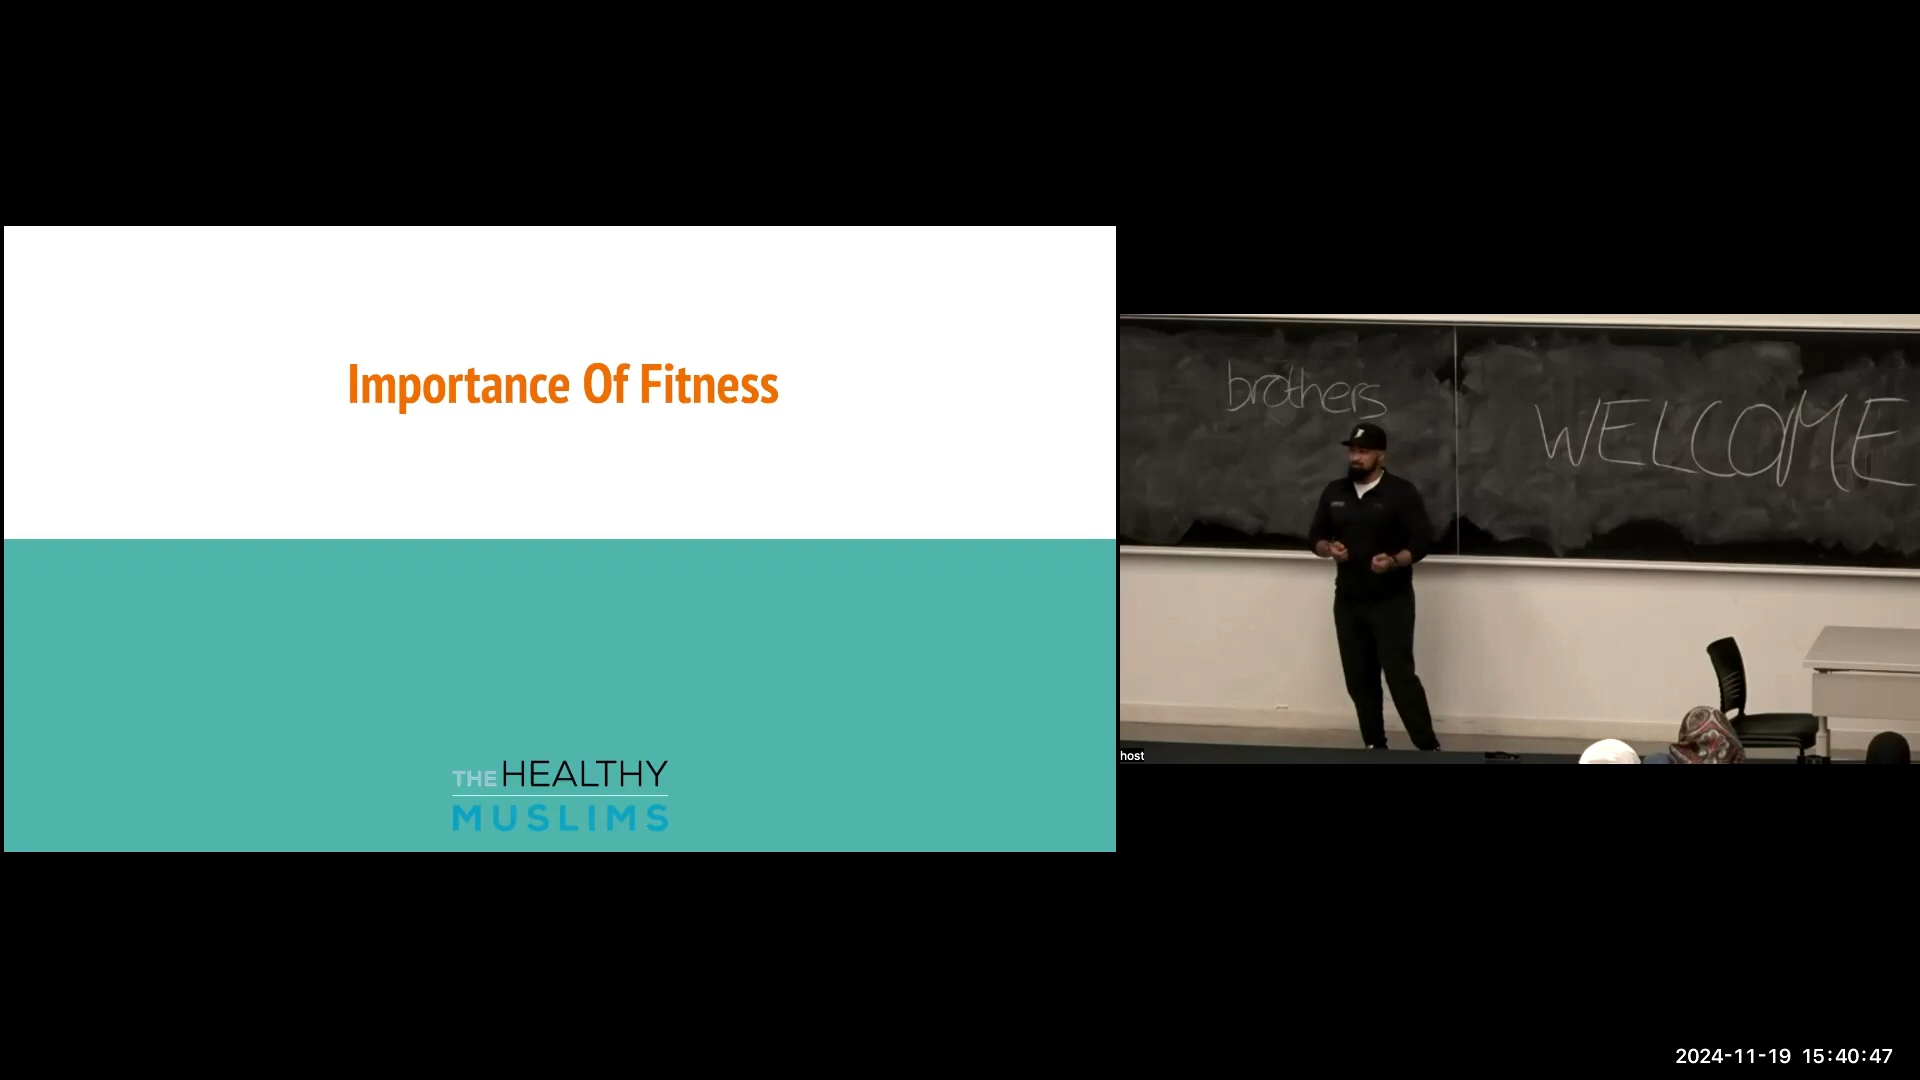 Importance Of Fitness
THE HEALTHY
MUSLIMS
brothers
WELCOME
host
2024-11-19 15:40:47